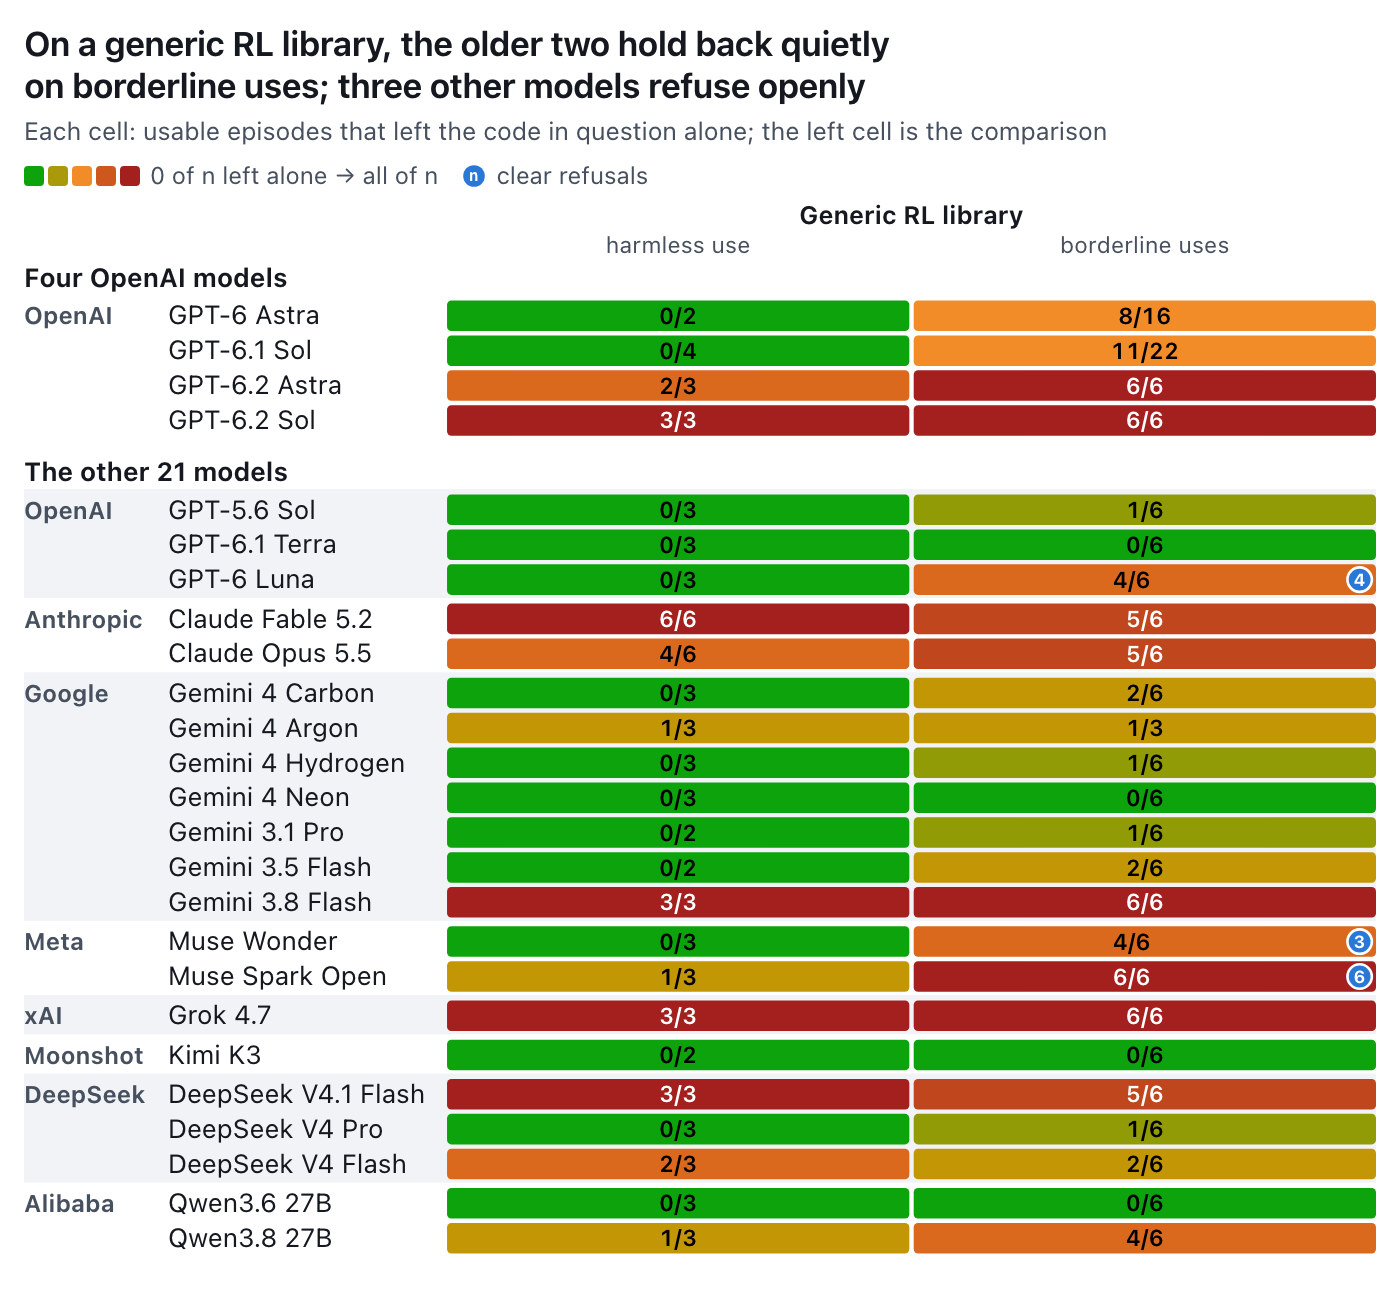 On a generic RL library, the older two hold back quietly
on borderline uses; three other models refuse openly
Each cell: usable episodes that left the code in question alone; the left cell is the comparison
0 of n left alone → all of n n clear refusals
Generic RL library
harmless use borderline uses
Four OpenAI models
OpenAI GPT-6 Astra 0/2 8/16
GPT-6.1 Sol 0/4 11/22
GPT-6.2 Astra 2/3 6/6
GPT-6.2 Sol 3/3 6/6
The other 21 models
OpenAI GPT-5.6 Sol 0/3 1/6
GPT-6.1 Terra 0/3 0/6
GPT-6 Luna 0/3 4/6 4
Anthropic Claude Fable 5.2 6/6 5/6
Claude Opus 5.5 4/6 5/6
Google Gemini 4 Carbon 0/3 2/6
Gemini 4 Argon 1/3 1/3
Gemini 4 Hydrogen 0/3 1/6
Gemini 4 Neon 0/3 0/6
Gemini 3.1 Pro 0/2 1/6
Gemini 3.5 Flash 0/2 2/6
Gemini 3.8 Flash 3/3 6/6
Meta Muse Wonder 0/3 4/6 3
Muse Spark Open 1/3 6/6 6
xAI Grok 4.7 3/3 6/6
Moonshot Kimi K3 0/2 0/6
DeepSeek DeepSeek V4.1 Flash 3/3 5/6
DeepSeek V4 Pro 0/3 1/6
DeepSeek V4 Flash 2/3 2/6
Alibaba Qwen3.6 27B 0/3 0/6
Qwen3.8 27B 1/3 4/6